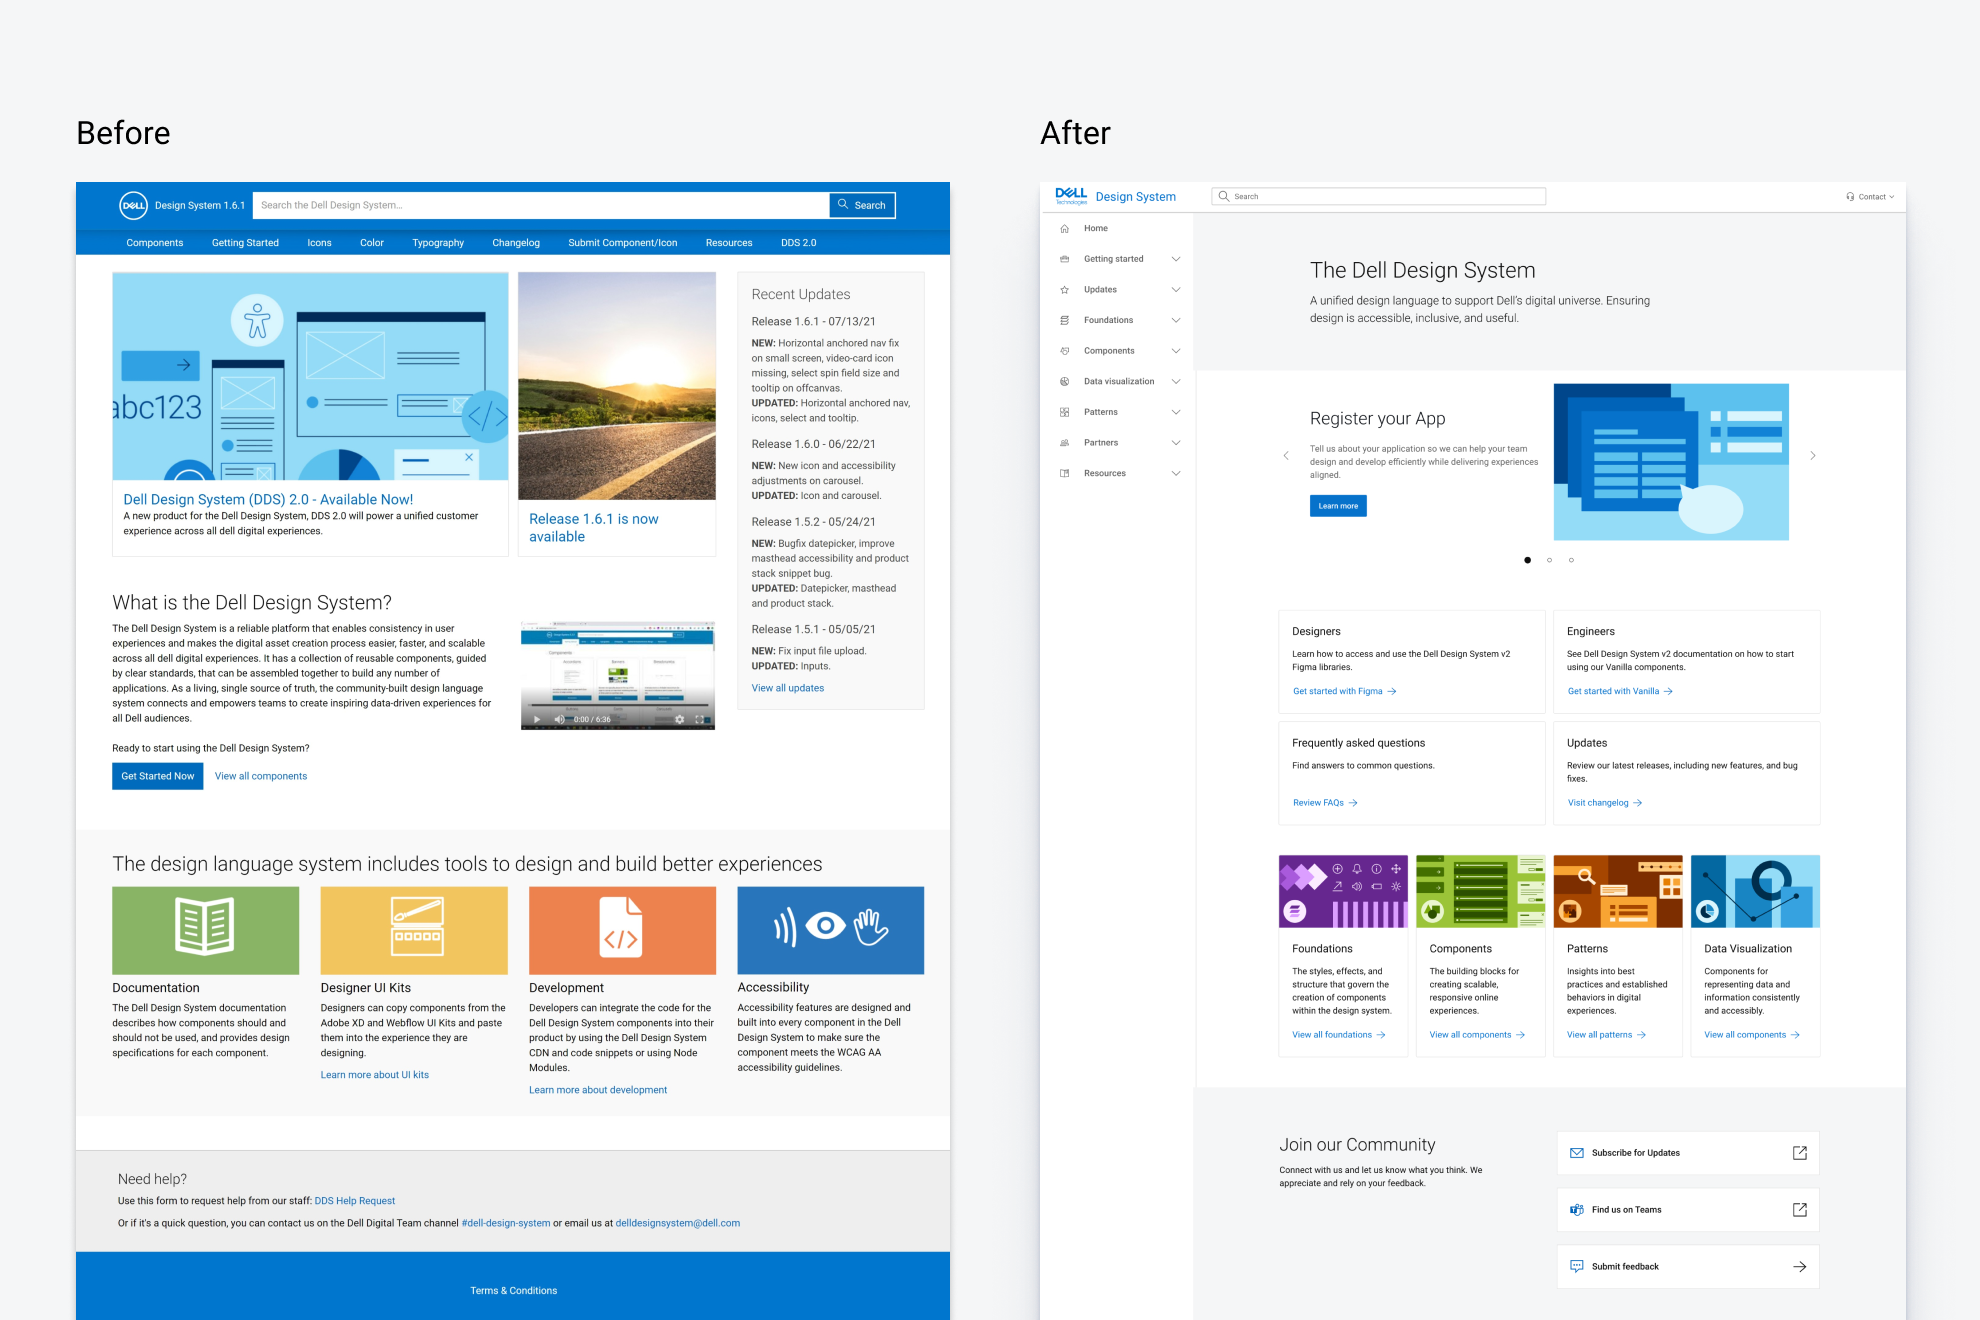 Before
DELL Design System 1.6.1
Search the Dell Design System...
Search
Components Getting Started Icons Color Typography Changelog Submit Component/Icon Resources DDS 2.0
abc123
Dell Design System (DDS) 2.0 - Available Now!
A new product for the Dell Design System, DDS 2.0 will power a unified customer
experience across all dell digital experiences.
Release 1.6.1 is now
available
Recent Updates
Release 1.6.1 - 07/13/21
NEW: Horizontal anchored nav fix
on small screen, video-card icon
missing, select spin field size and
tooltip on offcanvas.
UPDATED: Horizontal anchored nav,
icons, select and tooltip.
Release 1.6.0 - 06/22/21
NEW: New icon and accessibility
adjustments on carousel.
UPDATED: Icon and carousel.
Release 1.5.2 - 05/24/21
NEW: Bugfix datepicker, improve
masthead accessibility and product
stack snippet bug.
UPDATED: Datepicker, masthead
and product stack.
Release 1.5.1 - 05/05/21
NEW: Fix input file upload.
UPDATED: Inputs.
View all updates
What is the Dell Design System?
The Dell Design System is a reliable platform that enables consistency in user
experiences and makes the digital asset creation process easier, faster, and scalable
across all dell digital experiences. It has a collection of reusable components, guided
by clear standards, that can be assembled together to build any number of
applications. As a living, single source of truth, the community-built design language
system connects and empowers teams to create inspiring data-driven experiences for
all Dell audiences.
Components
0:00 / 6:36
Ready to start using the Dell Design System?
Get Started Now
View all components
The design language system includes tools to design and build better experiences
Documentation
The Dell Design System documentation
describes how components should and
should not be used, and provides design
specifications for each component.
Designer UI Kits
Designers can copy components from the
Adobe XD and Webflow UI Kits and paste
them into the experience they are
designing.
Learn more about UI kits
Development
Developers can integrate the code for the
Dell Design System components into their
product by using the Dell Design System
CDN and code snippets or using Node
Modules.
Learn more about development
Accessibility
Accessibility features are designed and
built into every component in the Dell
Design System to make sure the
component meets the WCAG AA
accessibility guidelines.
Need help?
Use this form to request help from our staff: DDS Help Request
Or if it's a quick question, you can contact us on the Dell Digital Team channel #dell-design-system or email us at delldesignsystem@dell.com
Terms & Conditions
After
DELL Technologies
Design System
Search
Contact
Home
Getting started
Updates
Foundations
Components
Data visualization
Patterns
Partners
Resources
The Dell Design System
A unified design language to support Dell's digital universe. Ensuring
design is accessible, inclusive, and useful.
Register your App
Tell us about your application so we can help your team
design and develop efficiently while delivering experiences
aligned.
Learn more
Designers
Learn how to access and use the Dell Design System v2
Figma libraries.
Get started with Figma
Engineers
See Dell Design System v2 documentation on how to start
using our Vanilla components.
Get started with Vanilla
Frequently asked questions
Find answers to common questions.
Review FAQs
Updates
Review our latest releases, including new features, and bug
fixes.
Visit changelog
Foundations
The styles, effects, and
structure that govern the
creation of components
within the design system.
View all foundations
Components
The building blocks for
creating scalable,
responsive online
experiences.
View all components
Patterns
Insights into best
practices and established
behaviors in digital
experiences.
View all patterns
Data Visualization
Components for
representing data and
information consistently
and accessibly.
View all components
Join our Community
Connect with us and let us know what you think. We
appreciate and rely on your feedback.
Subscribe for Updates
Find us on Teams
Submit feedback